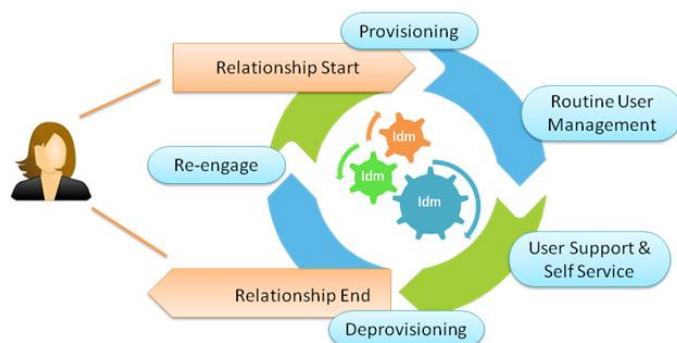 Provisioning
Relationship Start
Routine User
Management
Idm
Idm
Idm
Re-engage
User Support &
Self Service
Relationship End
Deprovisioning